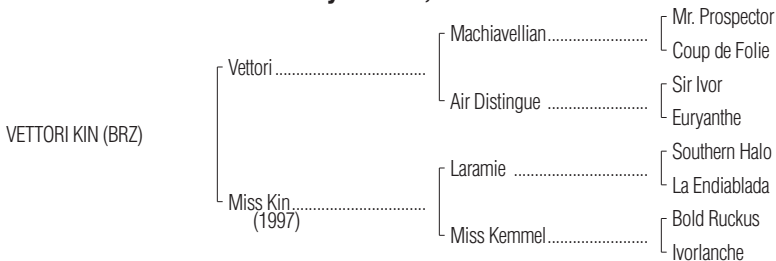 Mr. Prospector
Machiavellian
Coup de Folie
Vettori
Sir Ivor
Air Distingue
Euryanthe
VETTORI KIN (BRZ)
Southern Halo
Laramie
La Endiablada
Miss Kin
(1997)
Bold Ruckus
Miss Kemmel
Ivorlanche